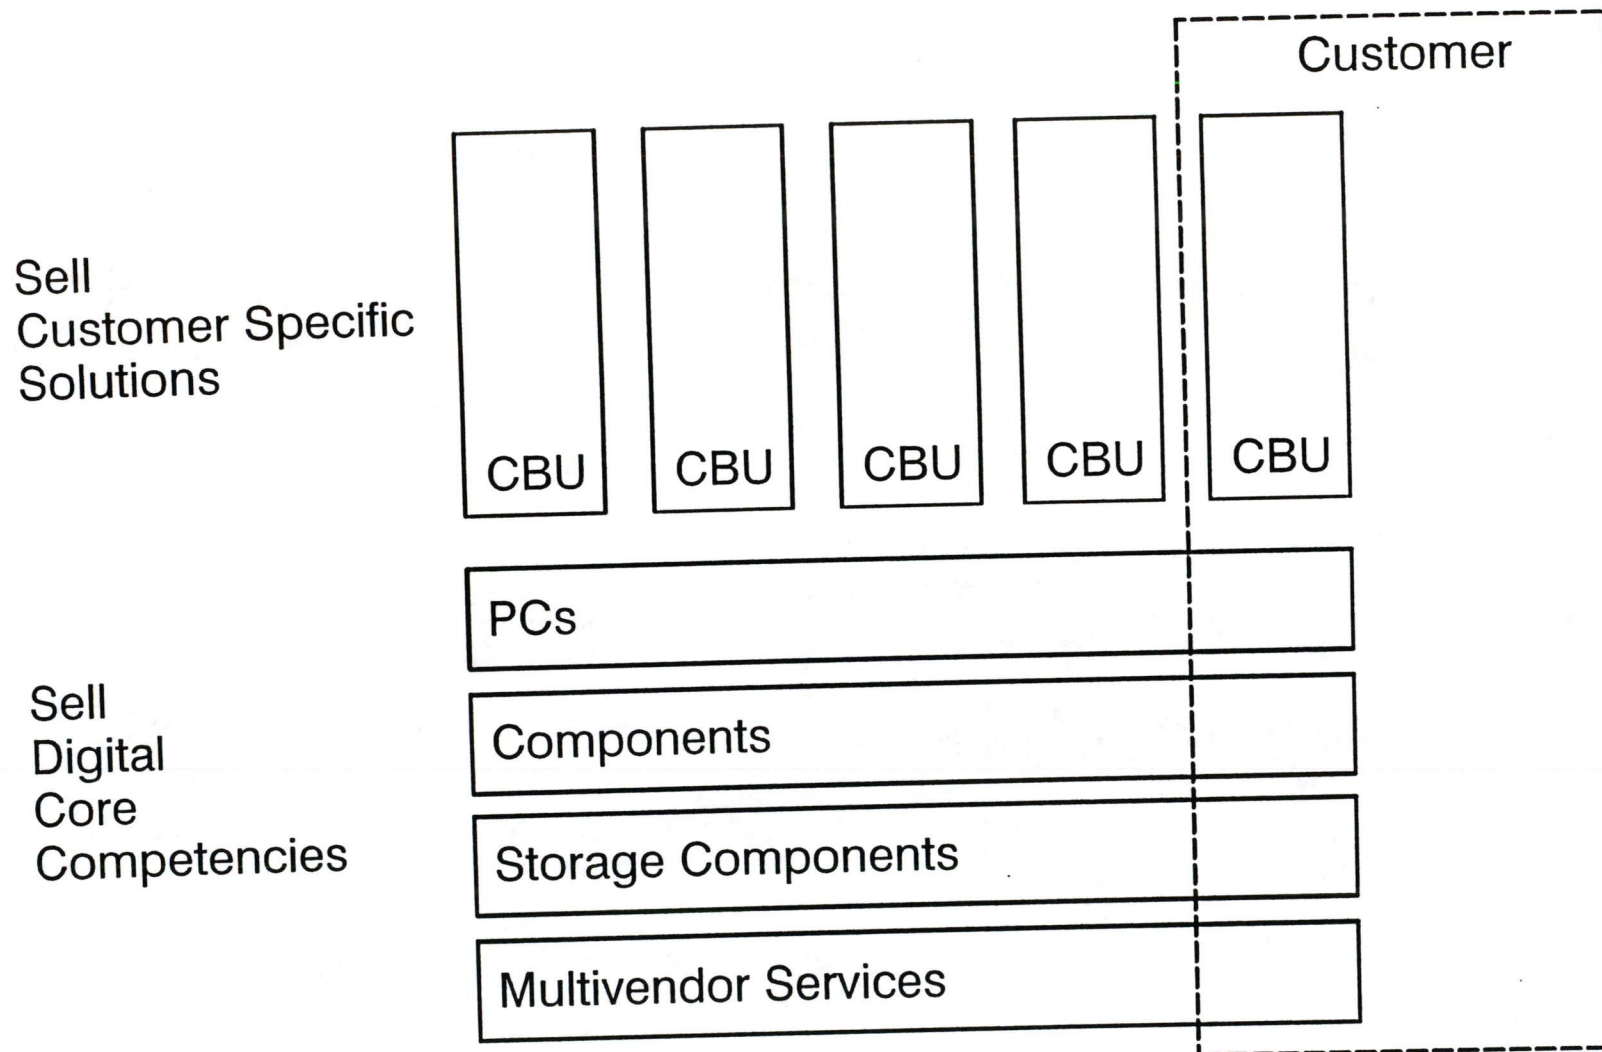 Customer
Sell
Customer Specific
Solutions
CBU CBU CBU CBU CBU
PCs
Sell
Digital
Core
Competencies
Components
Storage Components
Multivendor Services